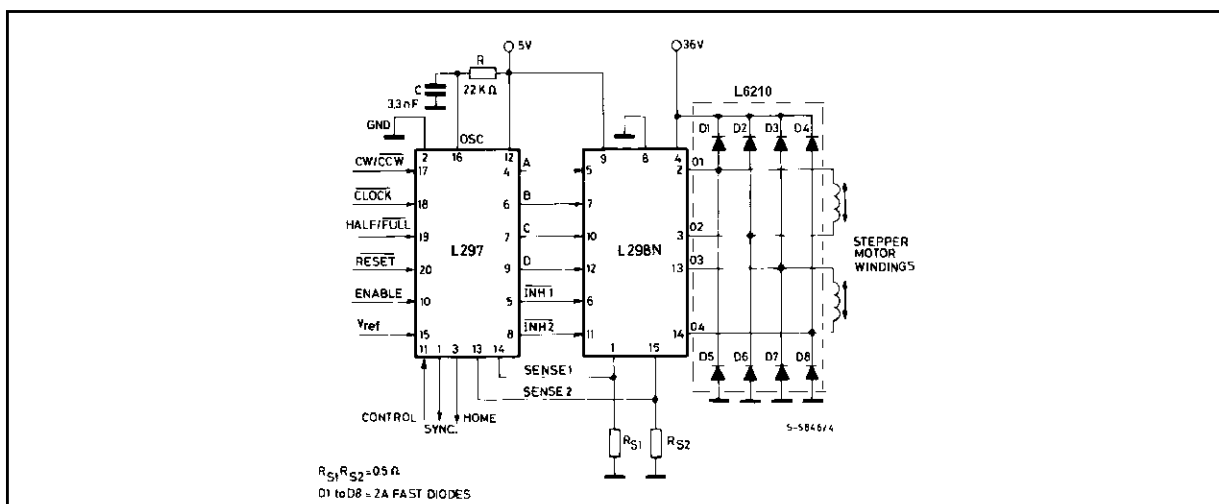 5V
36V
R
22KΩ
C
3.3nF
L6210
GND
OSC
D1 D2 D3 D4
2 16 12
9 8 4
CW/CCW 17
4 A 5
2 O1
CLOCK 18
6 B 7
HALF/FULL 19
7 C 10
3 O2
L297
L298N
STEPPER
MOTOR
WINDINGS
RESET 20
9 D 12
13 O3
ENABLE 10
5 INH1 6
Vref 15
8 INH2 11
14 O4
11 1 3 13 14
1 15
D5 D6 D7 D8
SENSE 1
SENSE 2
CONTROL
HOME
SYNC.
S-5846/4
RS1 RS2
RS1 RS2 = 0.5 Ω
D1 to D8 = 2A FAST DIODES